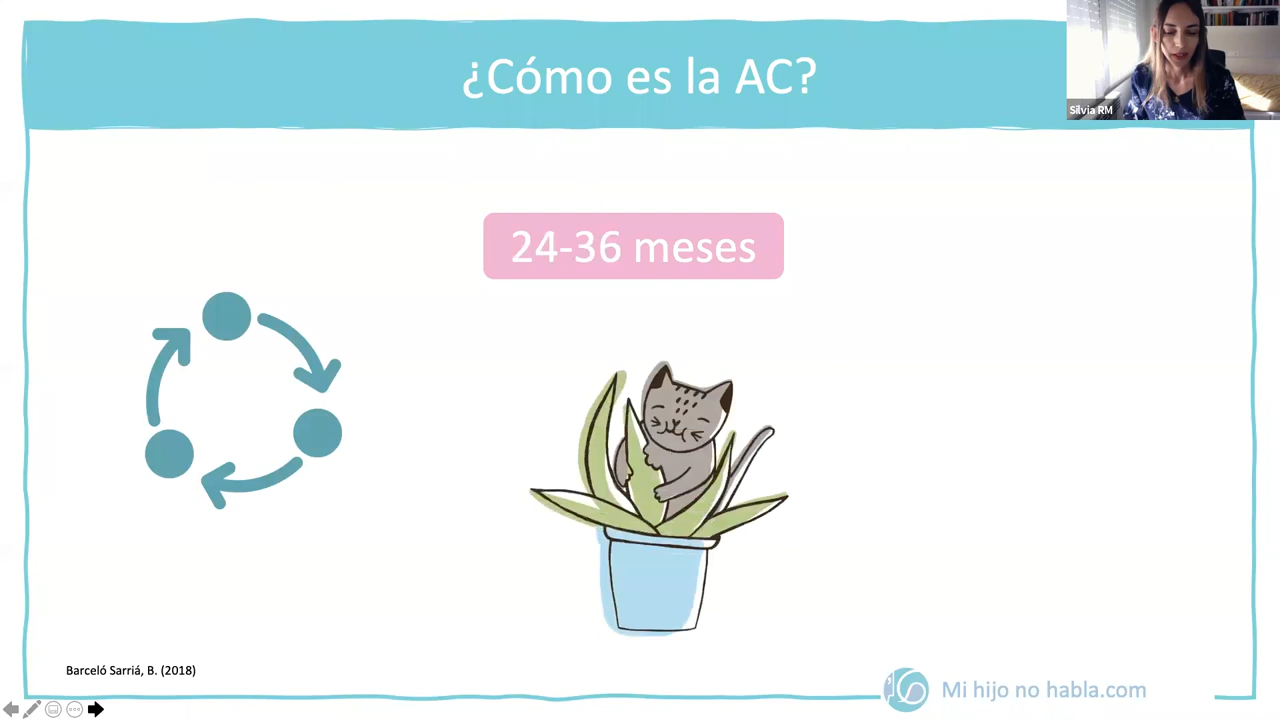 ¿Cómo es la AC?
Silvia RM
24-36 meses
Barceló Sarriá, B. (2018)
Mi hijo no habla.com